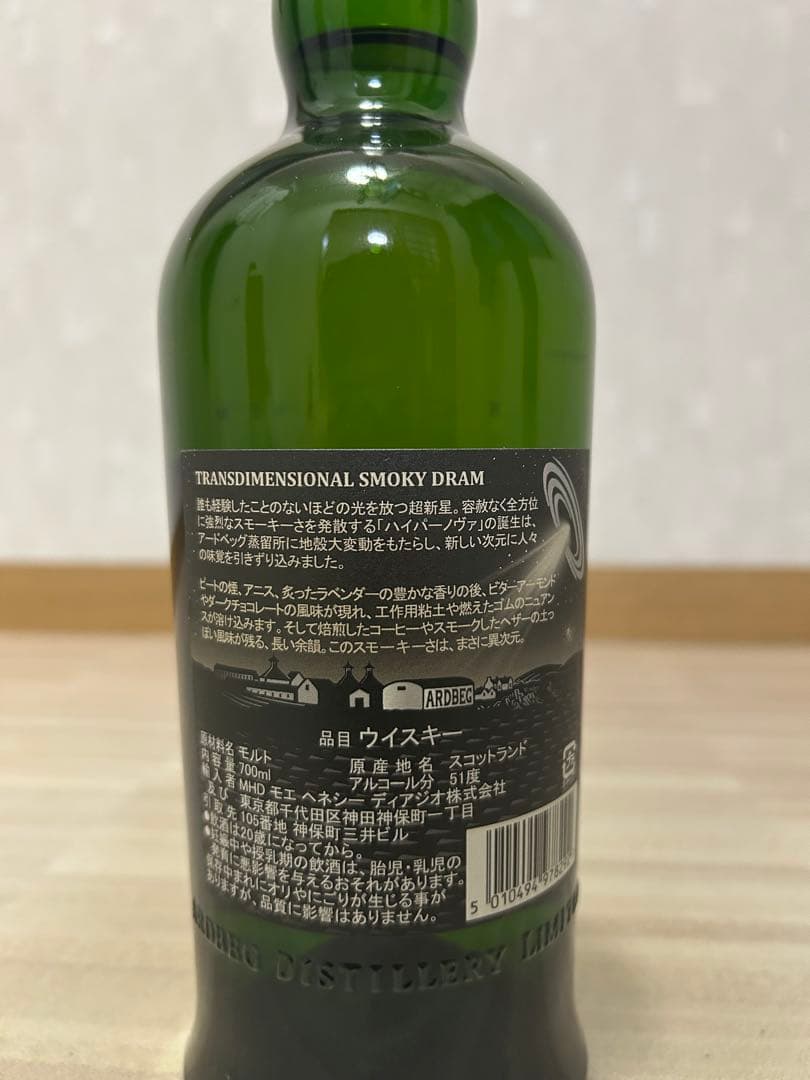 TRANSDIMENSIONAL SMOKY DRAM
誰も経験したことのないほどの光を放つ超新星。容赦なく全方位
に強烈なスモーキーさを発散する「ハイパーノヴァ」の誕生は、
アードベッグ蒸留所に地殻大変動をもたらし、新しい次元に人々
の味覚を引きずり込みました。
ピートの煙、アニス、炙ったラベンダーの豊かな香りの後、ビターアーモンド
やダークチョコレートの風味が現れ、工作用粘土や燃えたゴムのニュアン
スが溶け込みます。そして焙煎したコーヒーやスモークしたヘザーの土っ
ぽい風味が残る、長い余韻。このスモーキーさは、まさに異次元。
ARDBEG
品目 ウイスキー
原材料名 モルト
内容量 700ml
原産地名 スコットランド
アルコール分 51度
輸入者 MHD モエ ヘネシー ディアジオ株式会社
及び 東京都千代田区神田神保町一丁目
引取先 105番地 神保町三井ビル
●飲酒は20歳になってから。
●妊娠中や授乳期の飲酒は、胎児・乳児の
発育に悪影響を与えるおそれがあります。
保存中まれにオリやにごりが生じる事が
ありますが、品質に影響はありません。
紙
5 010494 97829
ARDBEG DISTILLERY LIMITED